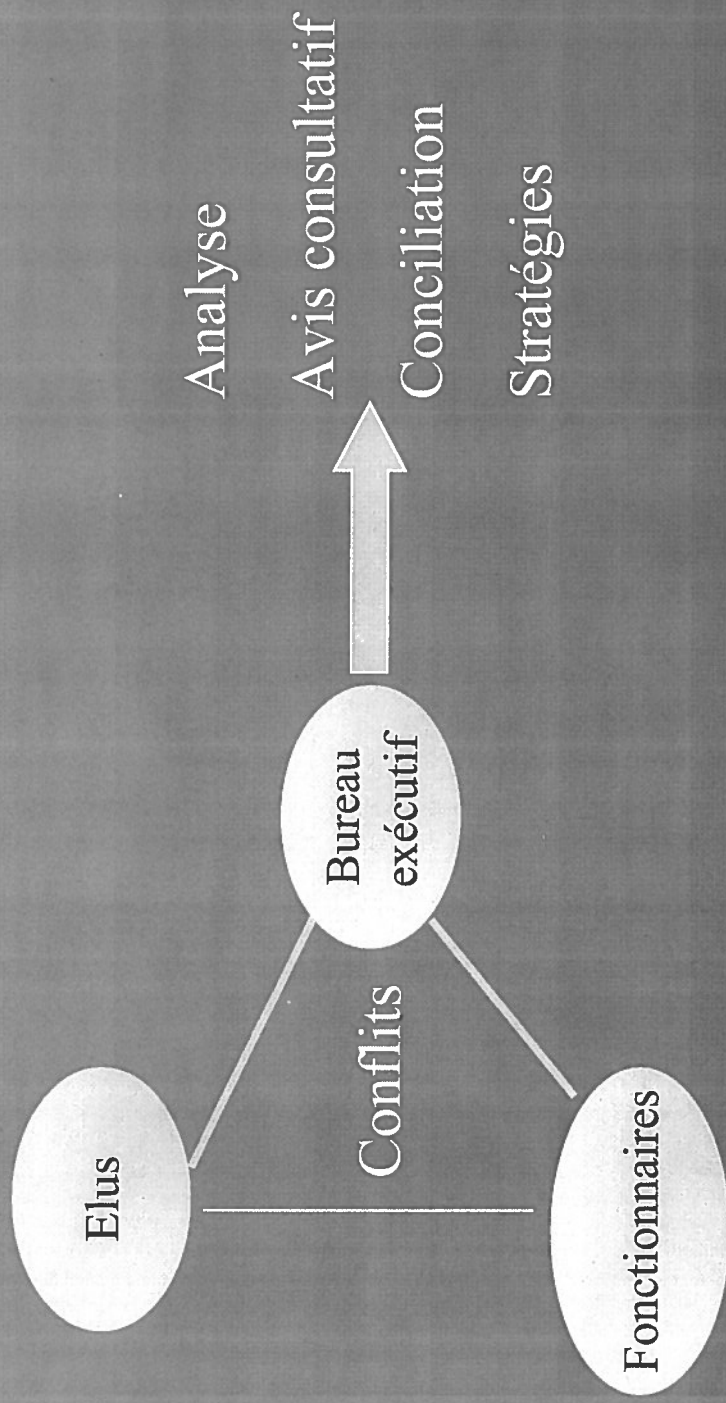 Elus
Conflits
Fonctionnaires
Bureau
exécutif
Analyse
Avis consultatif
Conciliation
Stratégies